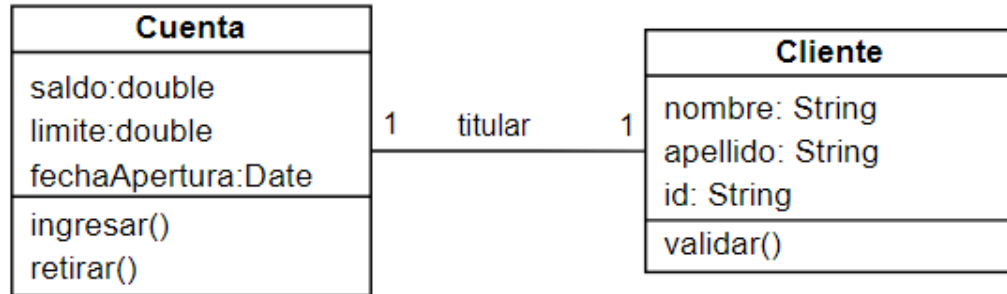 Cuenta
saldo:double
limite:double
fechaApertura:Date
ingresar()
retirar()
1 titular 1
Cliente
nombre: String
apellido: String
id: String
validar()